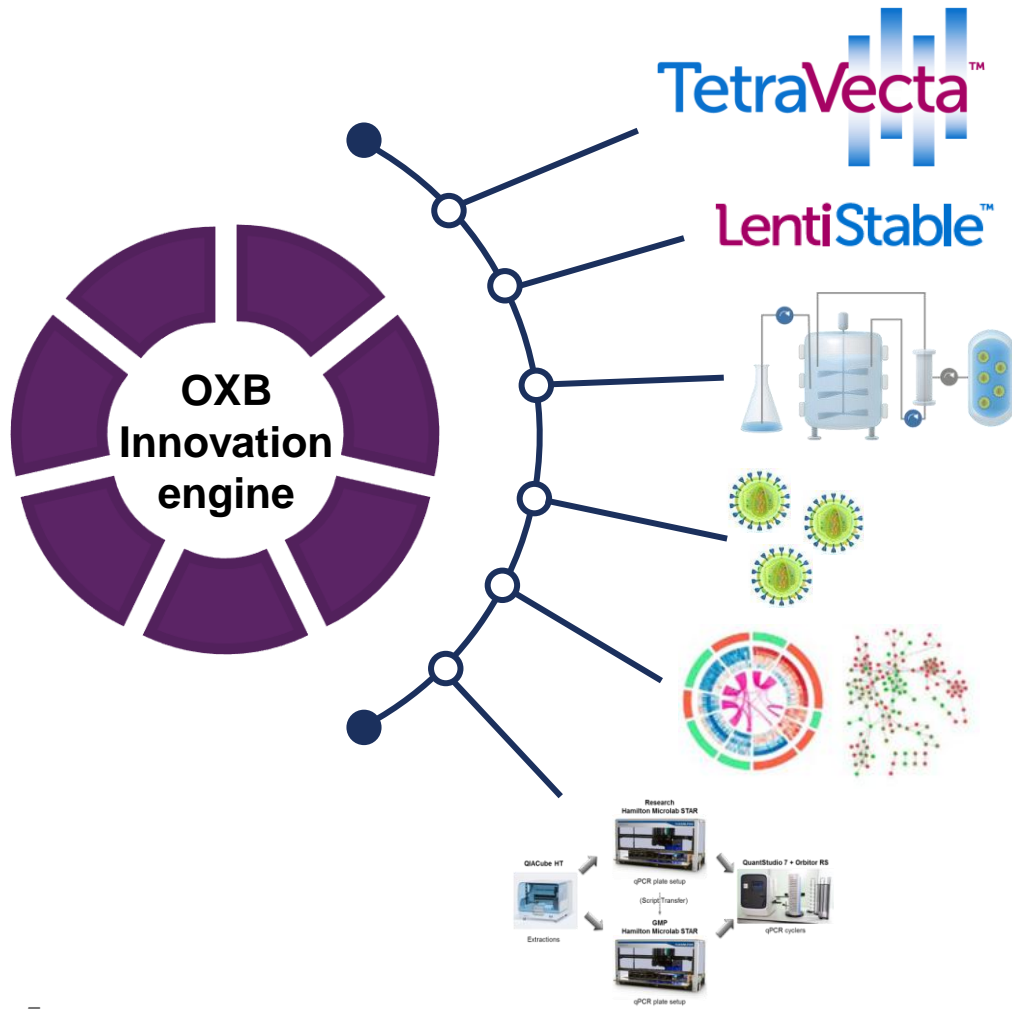 TetraVecta™
LentiStable™
OXB
Innovation
engine
Research
Hamilton Microlab STAR
QIACube HT
QuantStudio 7 + Orbitor RS
qPCR plate setup
(Script Transfer)
GMP
Hamilton Microlab STAR
Extractions
qPCR cyclers
qPCR plate setup